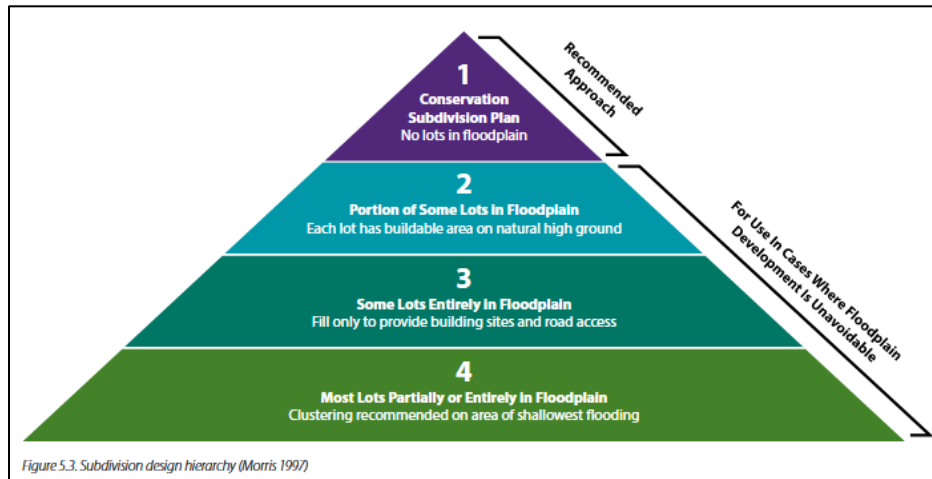 1
Conservation
Subdivision Plan
No lots in floodplain
Recommended
Approach
2
Portion of Some Lots in Floodplain
Each lot has buildable area on natural high ground
3
Some Lots Entirely in Floodplain
Fill only to provide building sites and road access
4
Most Lots Partially or Entirely in Floodplain
Clustering recommended on area of shallowest flooding
For Use In Cases Where Floodplain
Development Is Unavoidable
Figure 5.3. Subdivision design hierarchy (Morris 1997)